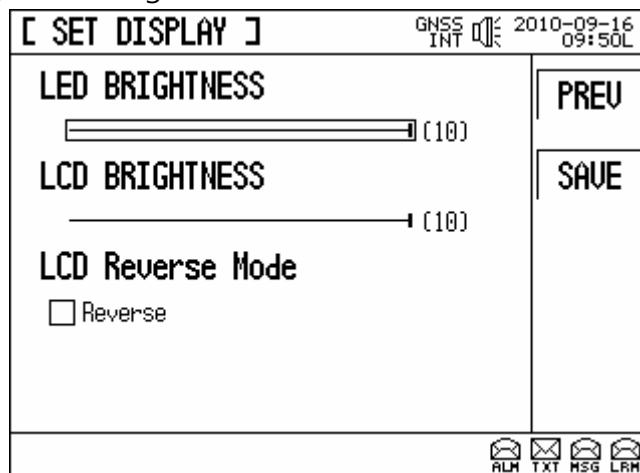 [ SET DISPLAY ]
GNSS INT
2010-09-16
09:50L
LED BRIGHTNESS
(10)
PREV
LCD BRIGHTNESS
(10)
SAVE
LCD Reverse Mode
Reverse
ALM TXT MSG LRM